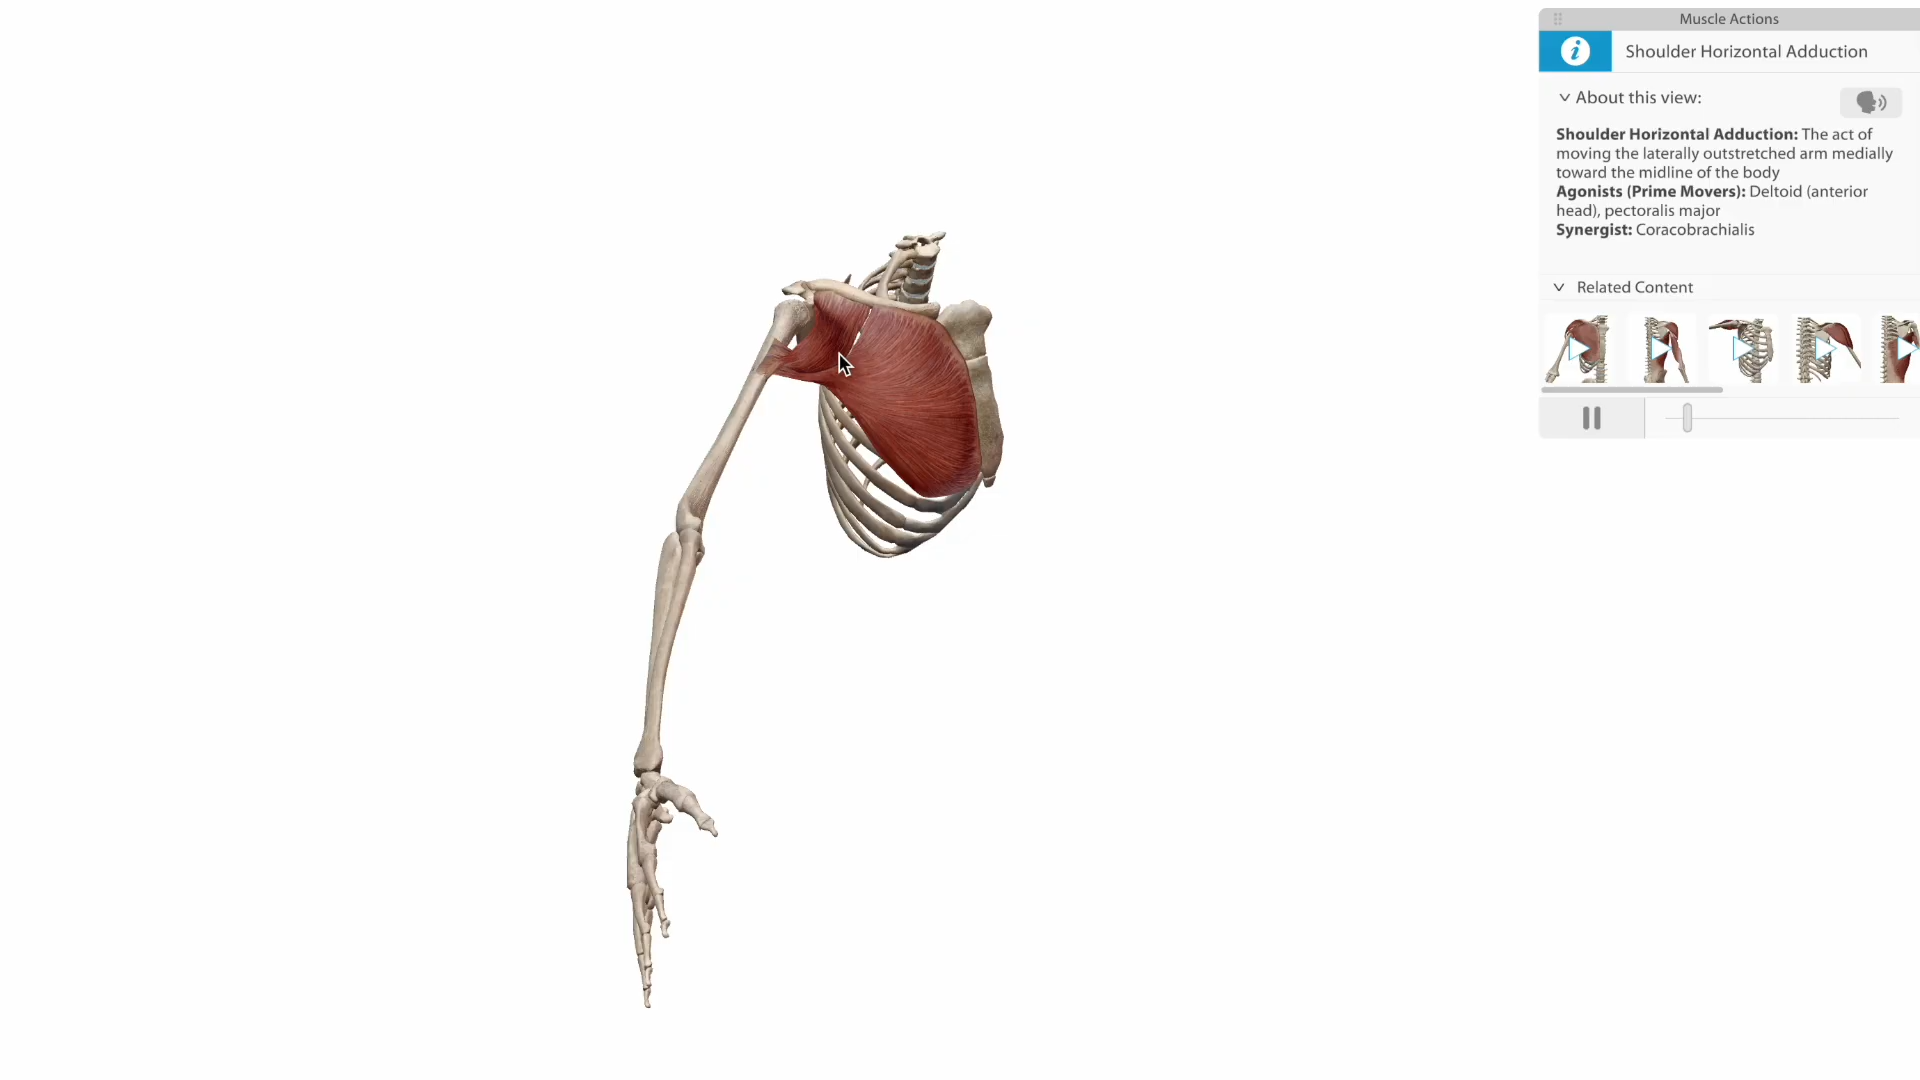 Muscle Actions
Shoulder Horizontal Adduction
About this view:
Shoulder Horizontal Adduction: The act of
moving the laterally outstretched arm medially
toward the midline of the body
Agonists (Prime Movers): Deltoid (anterior
head), pectoralis major
Synergist: Coracobrachialis
Related Content